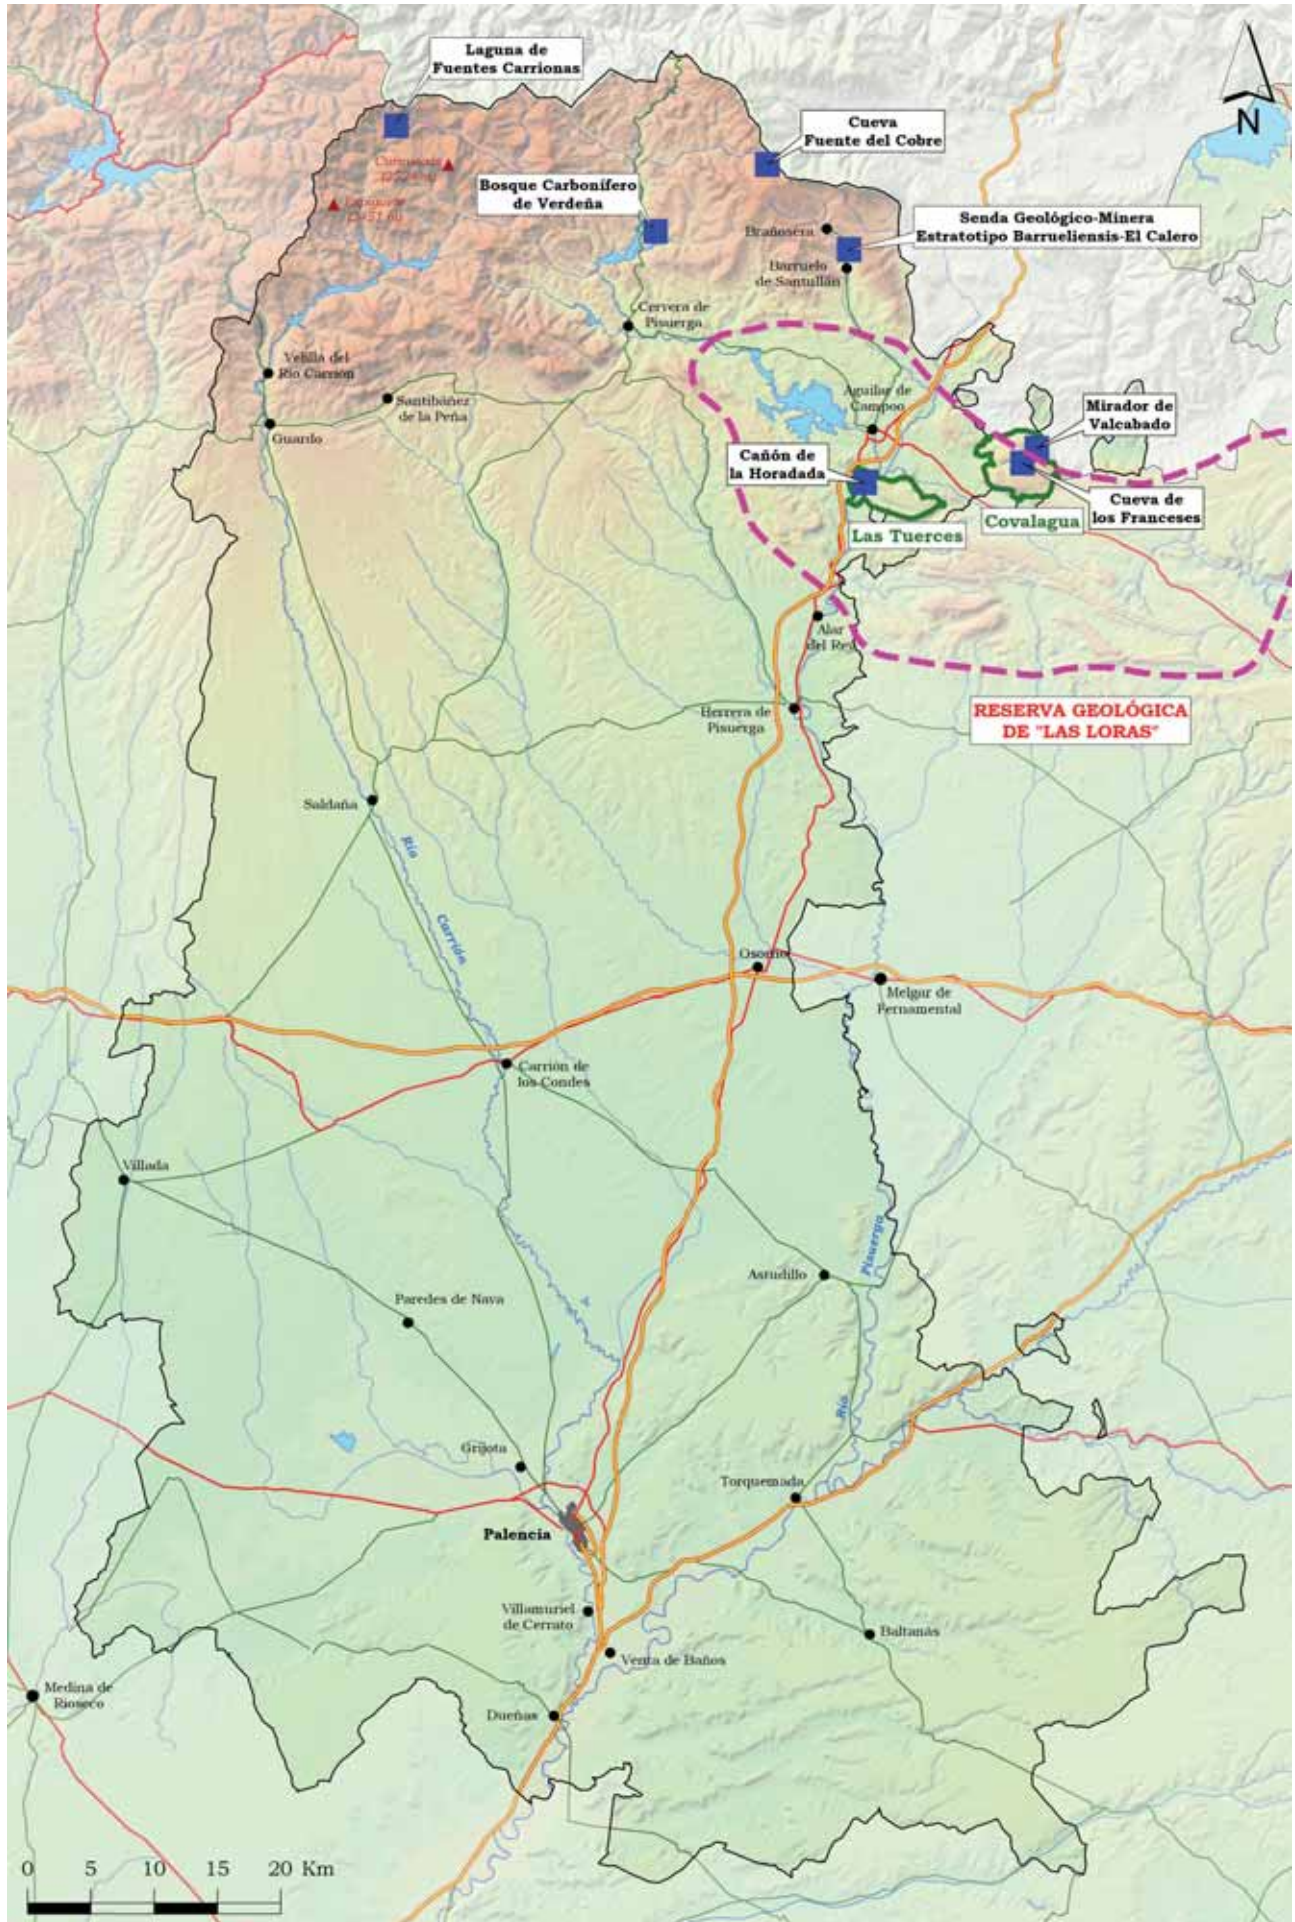 Laguna de
Fuentes Carrionas
N
Cueva
Fuente del Cobre
Bosque Carbonífero
de Verdeña
Senda Geológico-Minera
Estratotipo Barrueliensis-El Calero
Brañosera
Barruelo
de Santullán
Cervera de
Pisuerga
Velilla del
Río Carrión
Santibáñez
de la Peña
Guardo
Aguilar de
Campoo
Mirador de
Valcabado
Cañón de
la Horadada
Cueva de
los Franceses
Las Tuerces
Covalagua
Alar
del Rey
RESERVA GEOLÓGICA
DE "LAS LORAS"
Herrera de
Pisuerga
Saldaña
Río
Carrión
Osorno
Melgar de
Fernamental
Carrión de
los Condes
Villada
Pisuerga
Astudillo
Paredes de Nava
Río
Grijota
Torquemada
Palencia
Villamuriel
de Cerrato
Baltanás
Venta de Baños
Medina de
Rioseco
Dueñas
0 5 10 15 20 Km